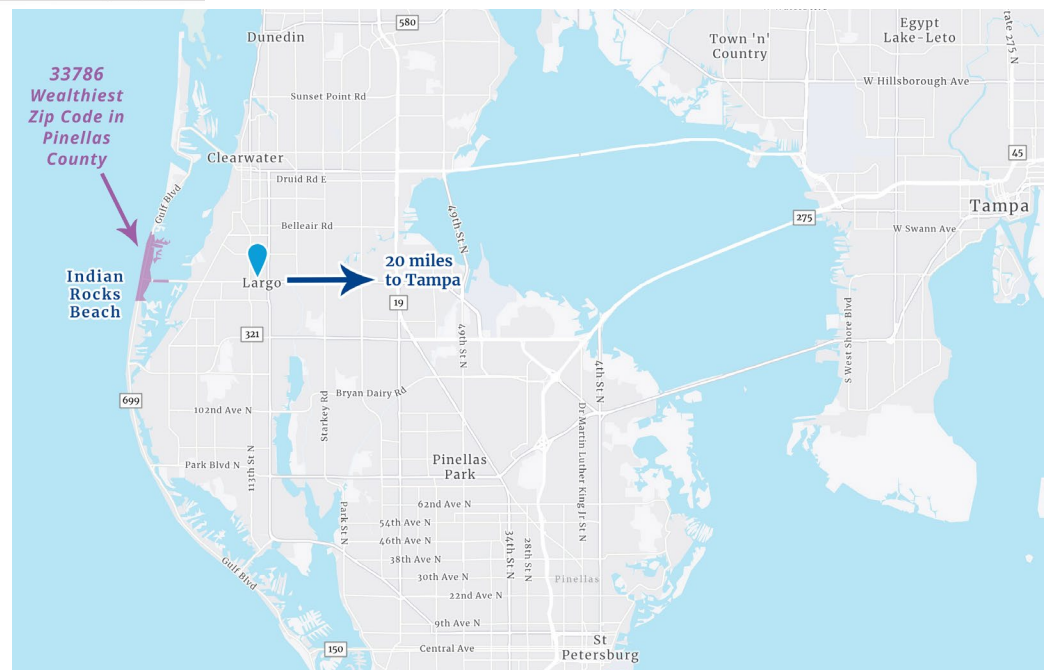 580
Dunedin
Egypt
Lake-Leto
Town 'n'
Country
33786
Wealthiest
Zip Code in
Pinellas
County
W Hillsborough Ave
Sunset Point Rd
45
Clearwater
Druid Rd E
Gulf Blvd
49th St N
Tampa
275
Belleair Rd
W Swann Ave
20 miles
to Tampa
Indian
Rocks
Beach
Largo
19
321
49th St N
S West Shore Blvd
4th St N
699
Bryan Dairy Rd
Starkey Rd
102nd Ave N
Dr Martin Luther King Jr St N
113th St N
Park Blvd N
Pinellas
Park
62nd Ave N
Park St N
54th Ave N
46th Ave N
34th St N
28th St N
38th Ave N
Gulf Blvd
30th Ave N
Pinellas
22nd Ave N
9th Ave N
150
Central Ave
St
Petersburg